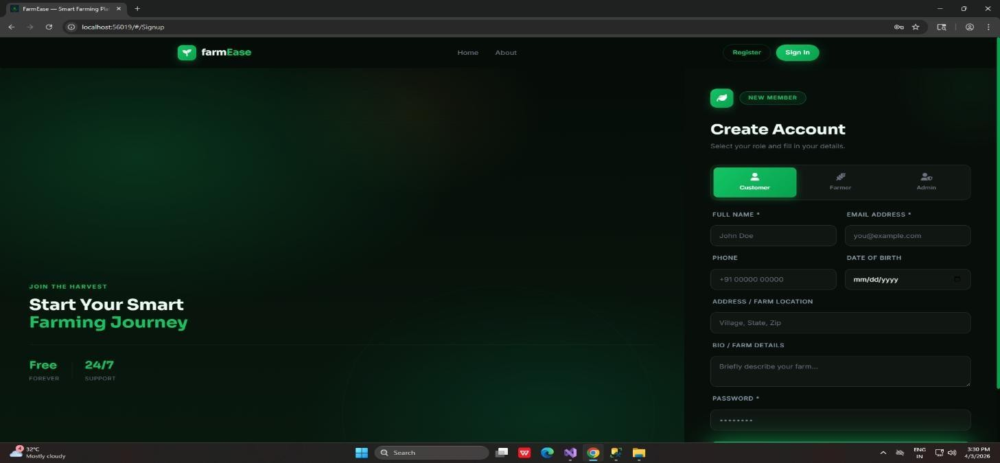 FarmEase — Smart Farming Pla
localhost:56019/#/Signup
farmEase
Home
About
Register
Sign In
NEW MEMBER
Create Account
Select your role and fill in your details.
Customer
Farmer
Admin
FULL NAME *
EMAIL ADDRESS *
John Doe
you@example.com
PHONE
DATE OF BIRTH
+91 00000 00000
mm/dd/yyyy
ADDRESS / FARM LOCATION
Village, State, Zip
BIO / FARM DETAILS
Briefly describe your farm...
PASSWORD *
JOIN THE HARVEST
Start Your Smart
Farming Journey
Free
FOREVER
24/7
SUPPORT
4
32°C
Mostly cloudy
Search
W
ENG
IN
3:30 PM
4/3/2026